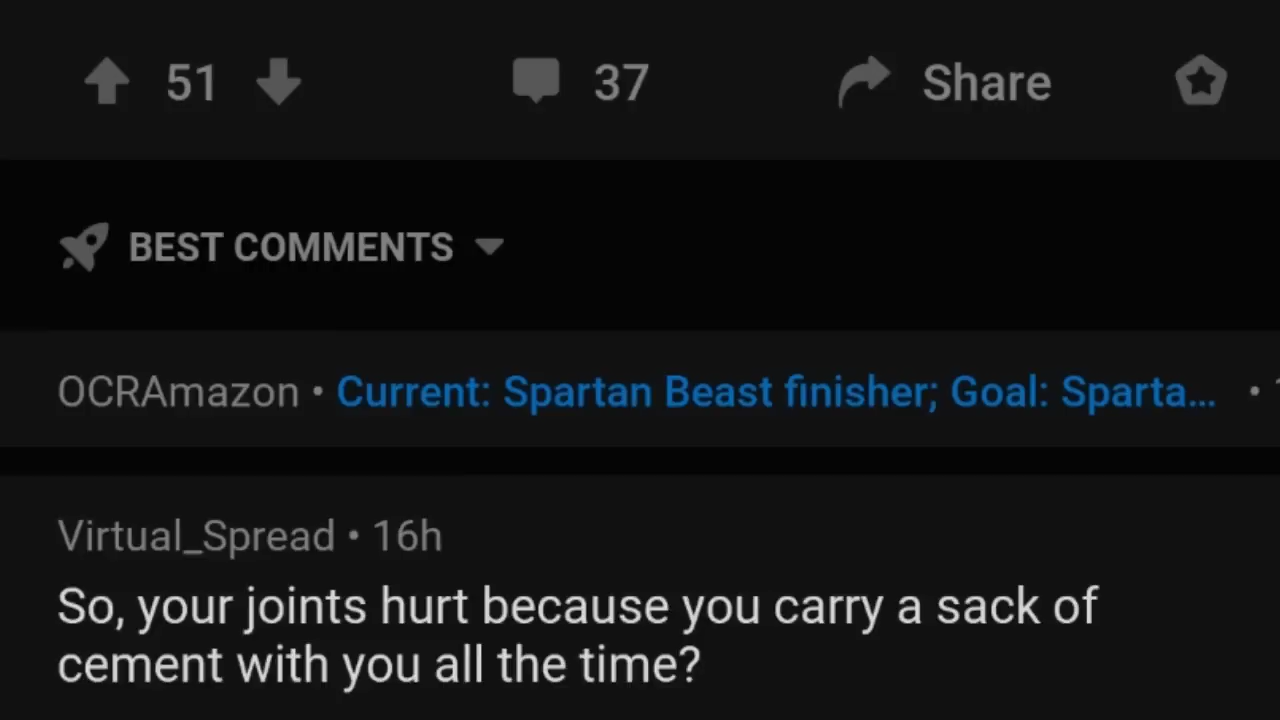 51 37 Share
BEST COMMENTS
OCRAmazon • Current: Spartan Beast finisher; Goal: Sparta... •
Virtual_Spread • 16h
So, your joints hurt because you carry a sack of
cement with you all the time?